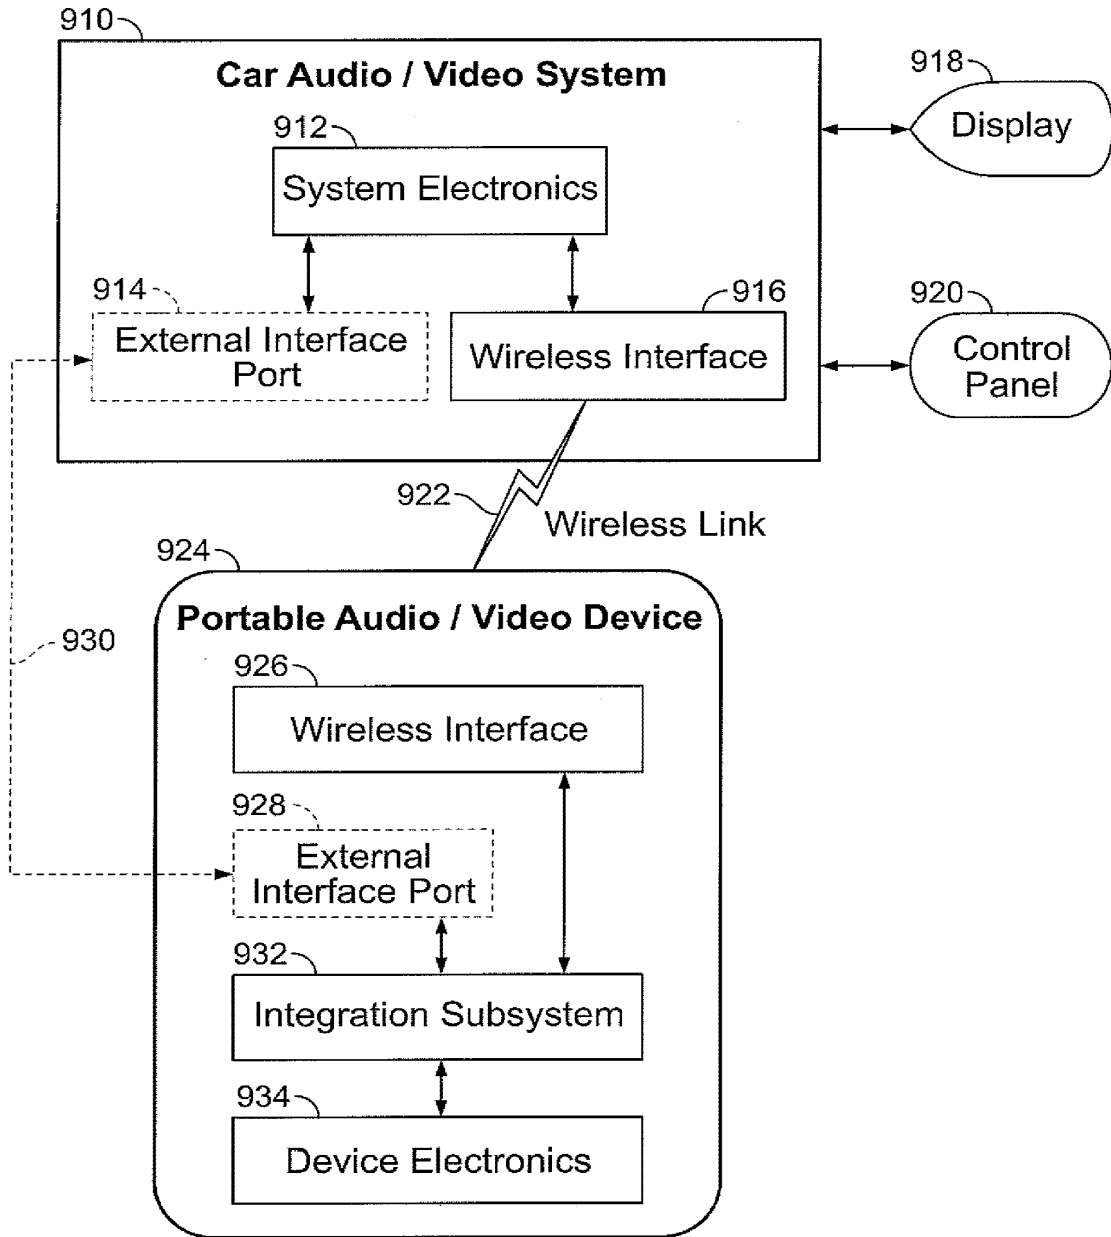 910
Car Audio / Video System
912
System Electronics
914
External Interface
Port
916
Wireless Interface
918
Display
920
Control
Panel
922
Wireless Link
924
Portable Audio / Video Device
930
926
Wireless Interface
928
External
Interface Port
932
Integration Subsystem
934
Device Electronics